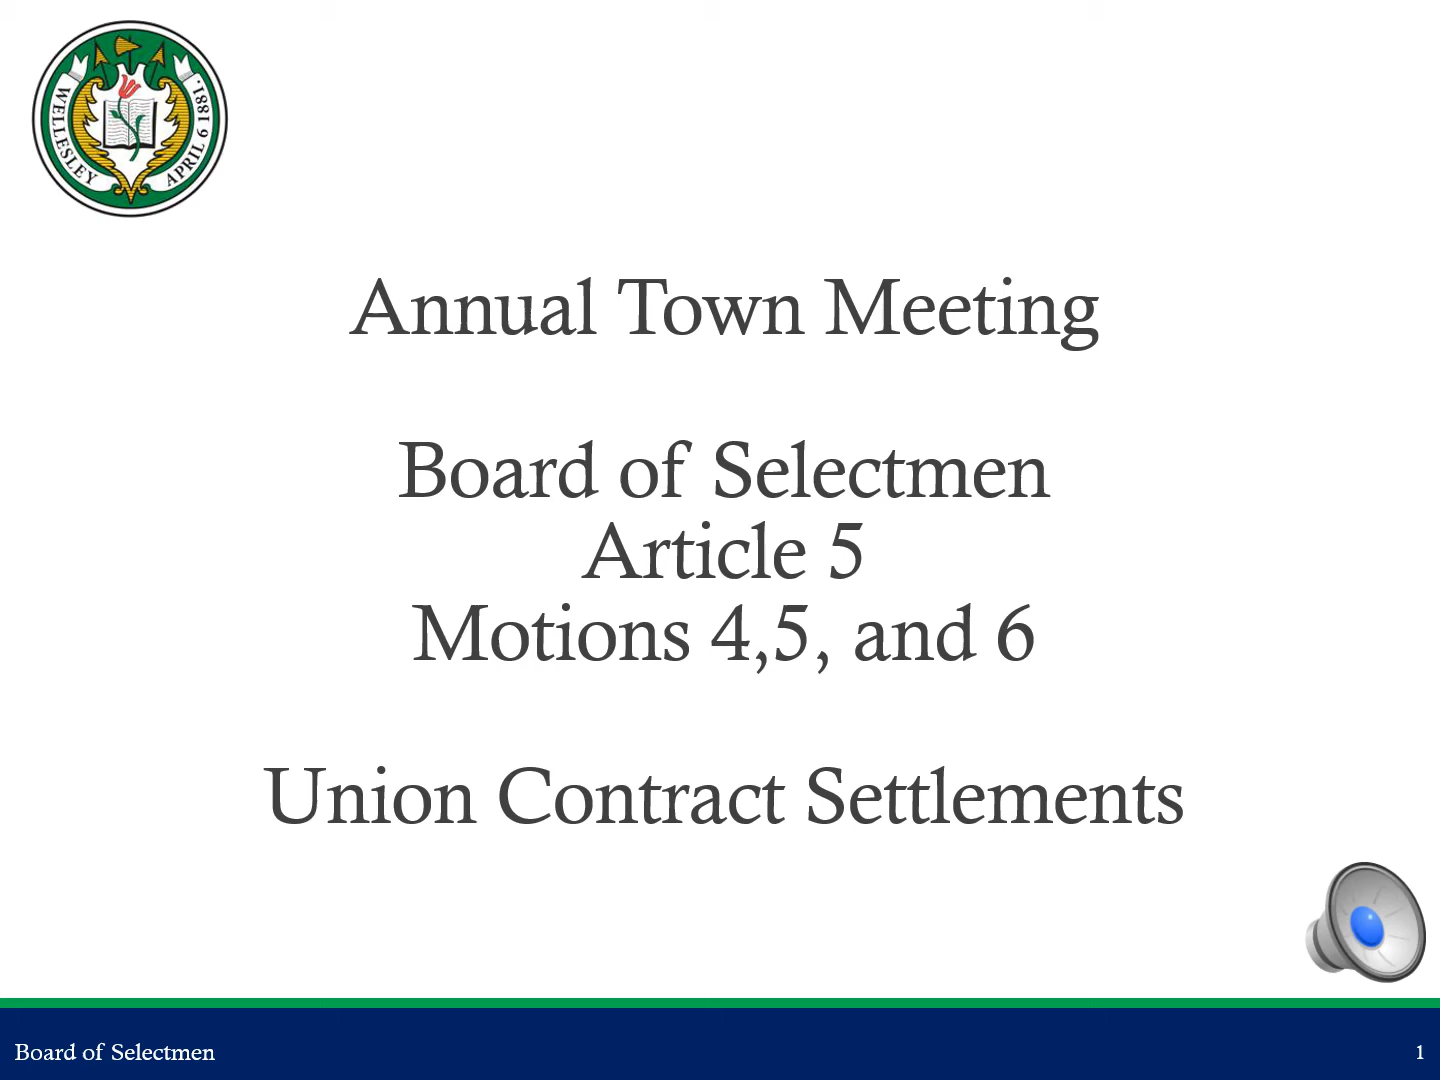 WELLESLEY
APRIL 6 1881.
Annual Town Meeting
Board of Selectmen
Article 5
Motions 4,5, and 6
Union Contract Settlements
Board of Selectmen
1